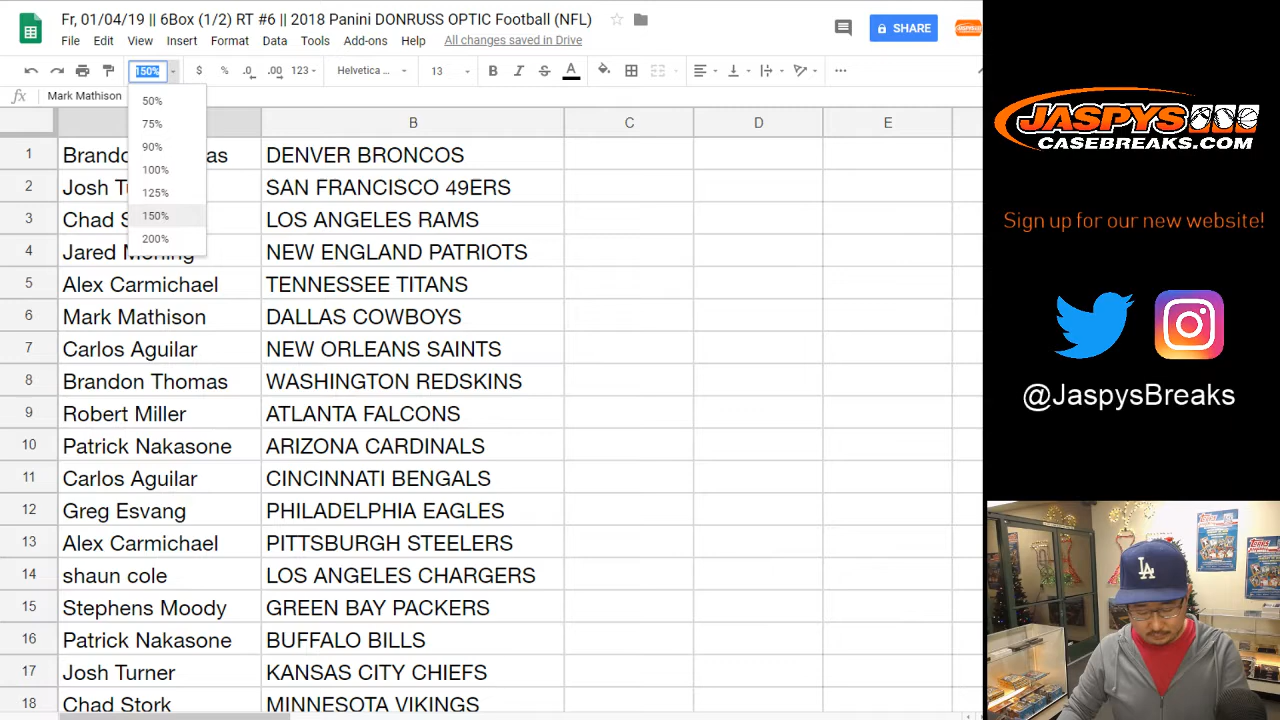 Fr, 01/04/19 || 6Box (1/2) RT #6 || 2018 Panini DONRUSS OPTIC Football (NFL)
File Edit View Insert Format Data Tools Add-ons Help All changes saved in Drive
SHARE
150% $ % .0 .00 123 Helvetica ... 13 B I S A
fx Mark Mathison
50%
75%
90%
100%
125%
150%
200%
B C D E
1 DENVER BRONCOS
2 Josh SAN FRANCISCO 49ERS
3 Chad LOS ANGELES RAMS
4 Jared NEW ENGLAND PATRIOTS
5 Alex Carmichael TENNESSEE TITANS
6 Mark Mathison DALLAS COWBOYS
7 Carlos Aguilar NEW ORLEANS SAINTS
8 Brandon Thomas WASHINGTON REDSKINS
9 Robert Miller ATLANTA FALCONS
10 Patrick Nakasone ARIZONA CARDINALS
11 Carlos Aguilar CINCINNATI BENGALS
12 Greg Esvang PHILADELPHIA EAGLES
13 Alex Carmichael PITTSBURGH STEELERS
14 shaun cole LOS ANGELES CHARGERS
15 Stephens Moody GREEN BAY PACKERS
16 Patrick Nakasone BUFFALO BILLS
17 Josh Turner KANSAS CITY CHIEFS
18 Chad Stork MINNESOTA VIKINGS
JASPYS
CASEBREAKS.COM
Sign up for our new website!
@JaspysBreaks
LA
TOPPS